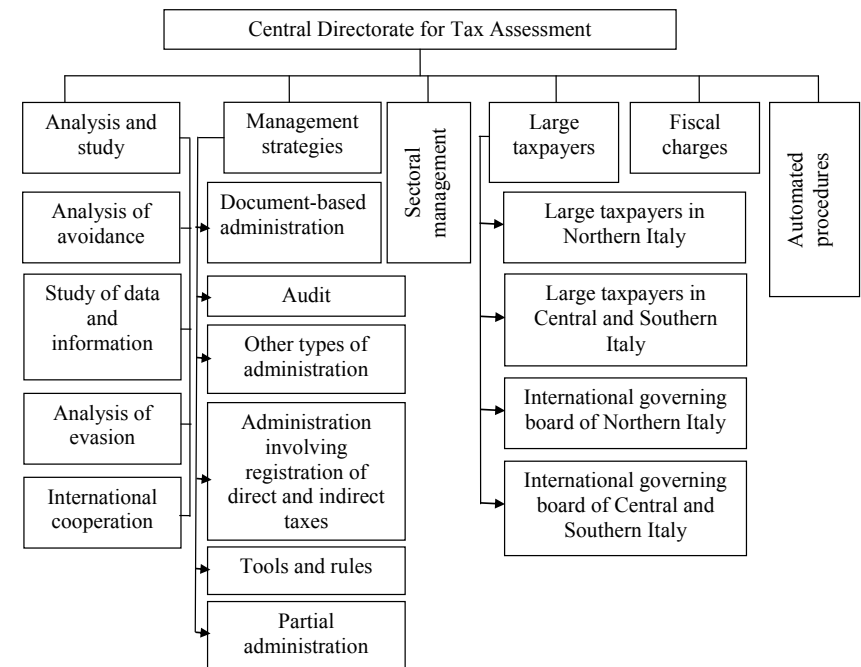 Central Directorate for Tax Assessment
Analysis and
study
Analysis of
avoidance
Study of data
and
information
Analysis of
evasion
International
cooperation
Management
strategies
Document-based
administration
Audit
Other types of
administration
Administration
involving
registration of
direct and indirect
taxes
Tools and rules
Partial
administration
Sectoral
management
Large
taxpayers
Large taxpayers in
Northern Italy
Large taxpayers in
Central and Southern
Italy
International governing
board of Northern Italy
International governing
board of Central and
Southern Italy
Fiscal
charges
Automated
procedures